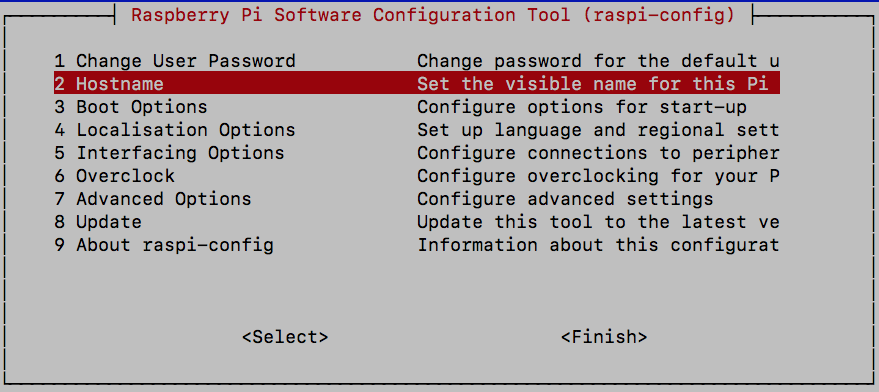 Raspberry Pi Software Configuration Tool (raspi-config)
1 Change User Password Change password for the default u
2 Hostname Set the visible name for this Pi
3 Boot Options Configure options for start-up
4 Localisation Options Set up language and regional sett
5 Interfacing Options Configure connections to peripher
6 Overclock Configure overclocking for your P
7 Advanced Options Configure advanced settings
8 Update Update this tool to the latest ve
9 About raspi-config Information about this configurat
<Select> <Finish>